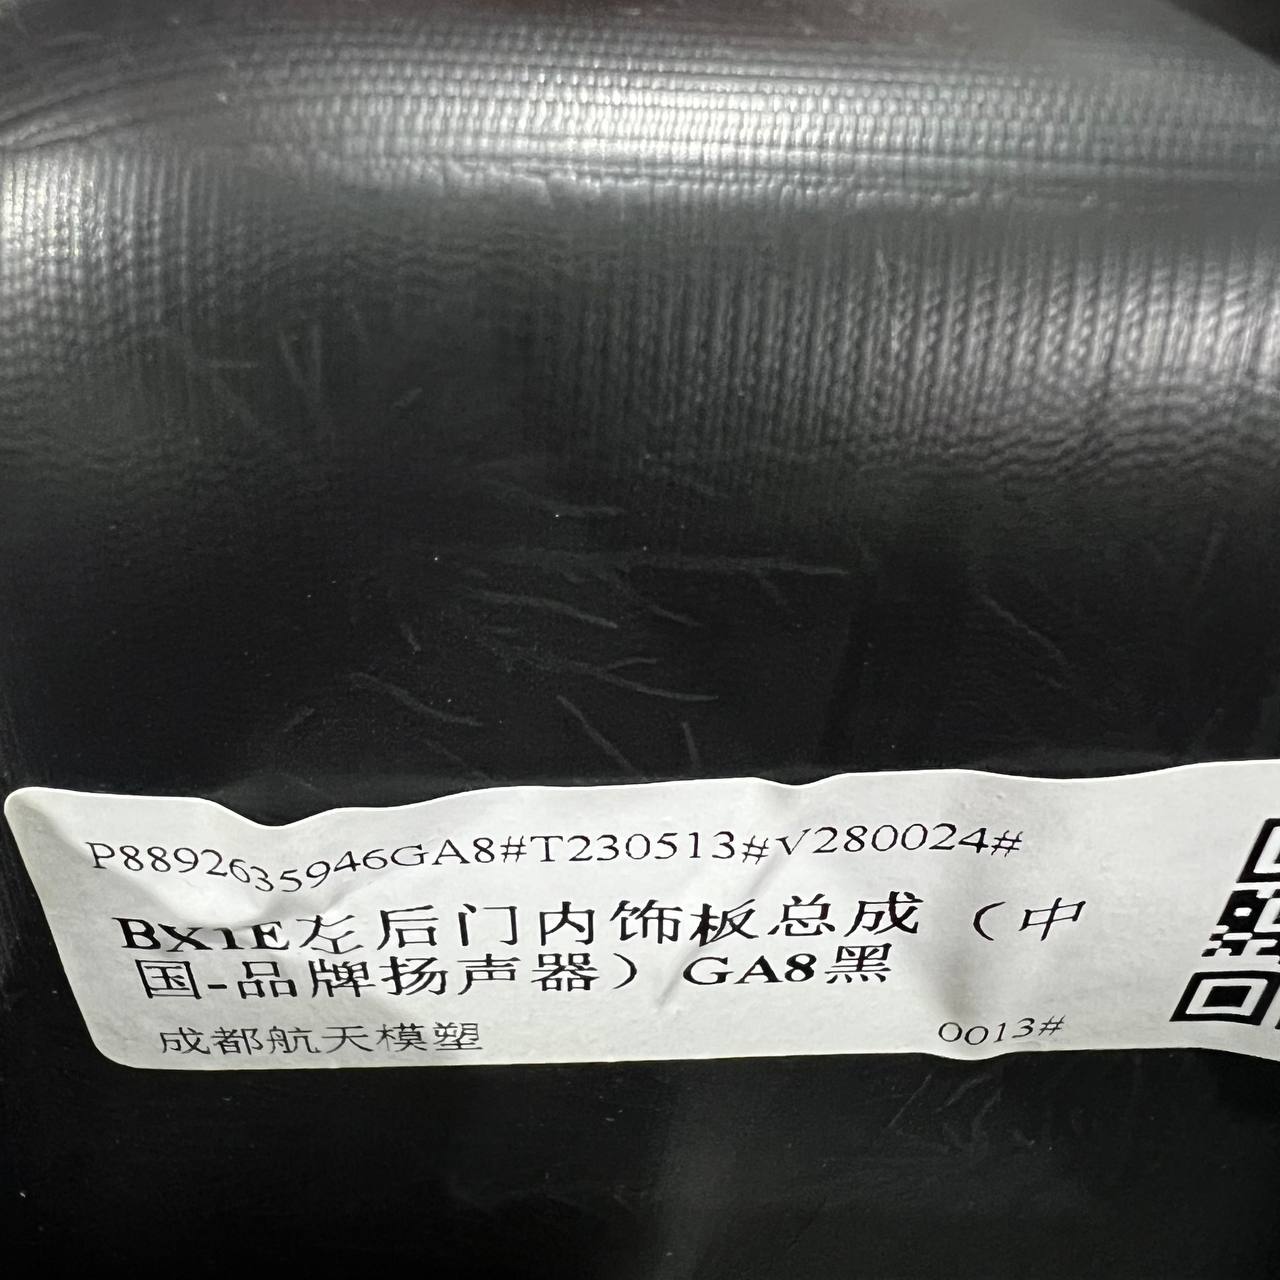 P8892635946GA8#T230513#V280024#
BX1E左后门内饰板总成（中
国-品牌扬声器）GA8黑
成都航天模塑 0013#